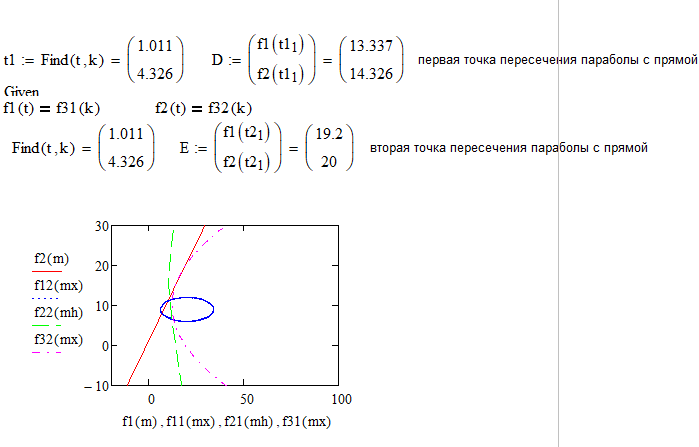 t1 := Find(t,k) = (1.011 4.326) D := (f1(t1₁) f2(t1₁)) = (13.337 14.326) первая точка пересечения параболы с прямой
Given
f1(t) = f31(k) f2(t) = f32(k)
Find(t,k) = (1.011 4.326) E := (f1(t2₁) f2(t2₁)) = (19.2 20) вторая точка пересечения параболы с прямой
30
f2(m)
20
f12(mx)
10
f22(mh)
0
f32(mx)
−10
0 50 100
f1(m) , f11(mx) , f21(mh) , f31(mx)